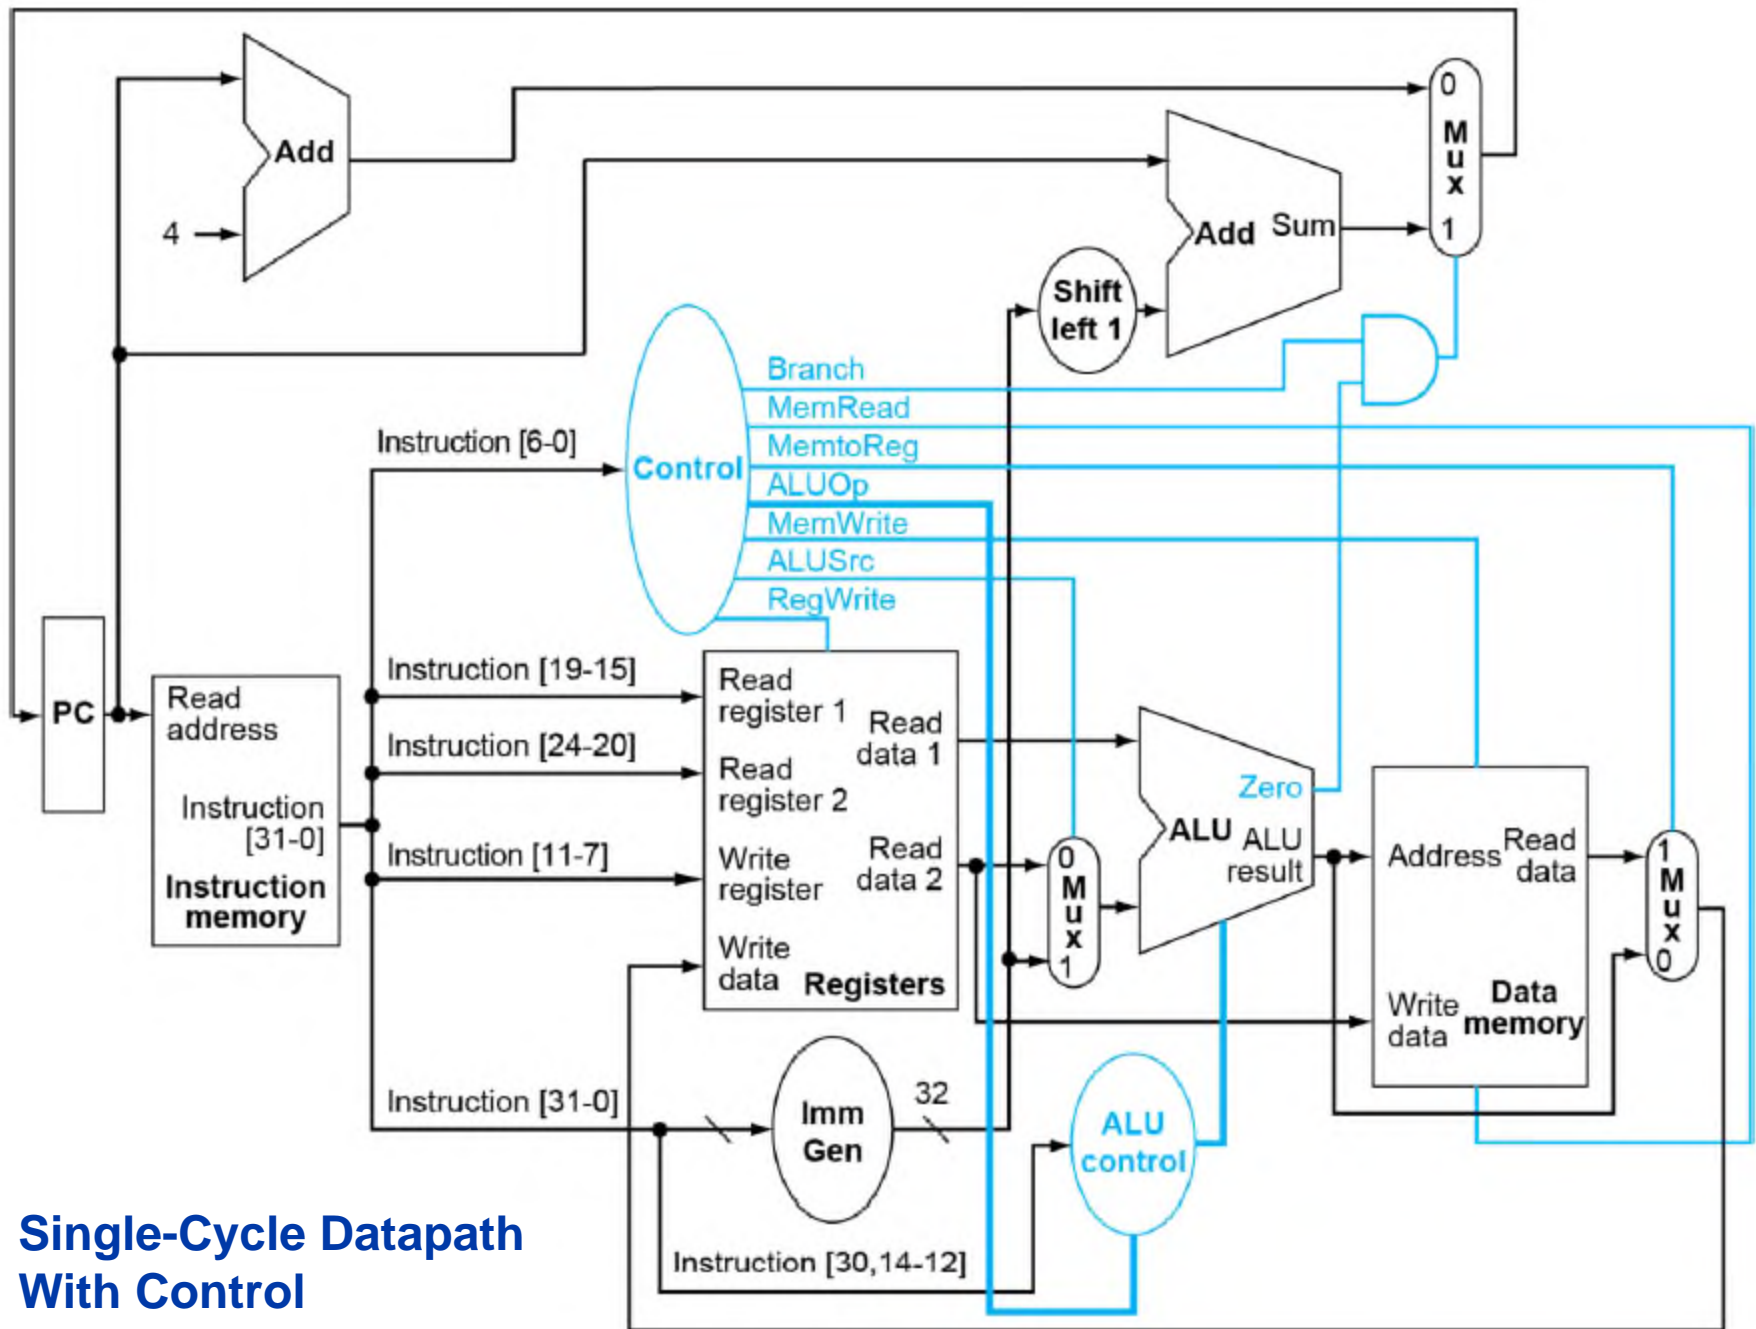 0
M
u
x
1
Add
4
Add Sum
Shift
left 1
Branch
MemRead
MemtoReg
ALUOp
MemWrite
ALUSrc
RegWrite
Control
Instruction [6-0]
PC
Read
address
Instruction
[31-0]
Instruction
memory
Instruction [19-15]
Instruction [24-20]
Instruction [11-7]
Instruction [31-0]
Read
register 1
Read
register 2
Write
register
Write
data
Read
data 1
Read
data 2
Registers
0
M
u
x
1
Zero
ALU
ALU
result
Address
Read
data
Write
data
Data
memory
1
M
u
x
0
Imm
Gen
32
ALU
control
Instruction [30,14-12]
Single-Cycle Datapath
With Control